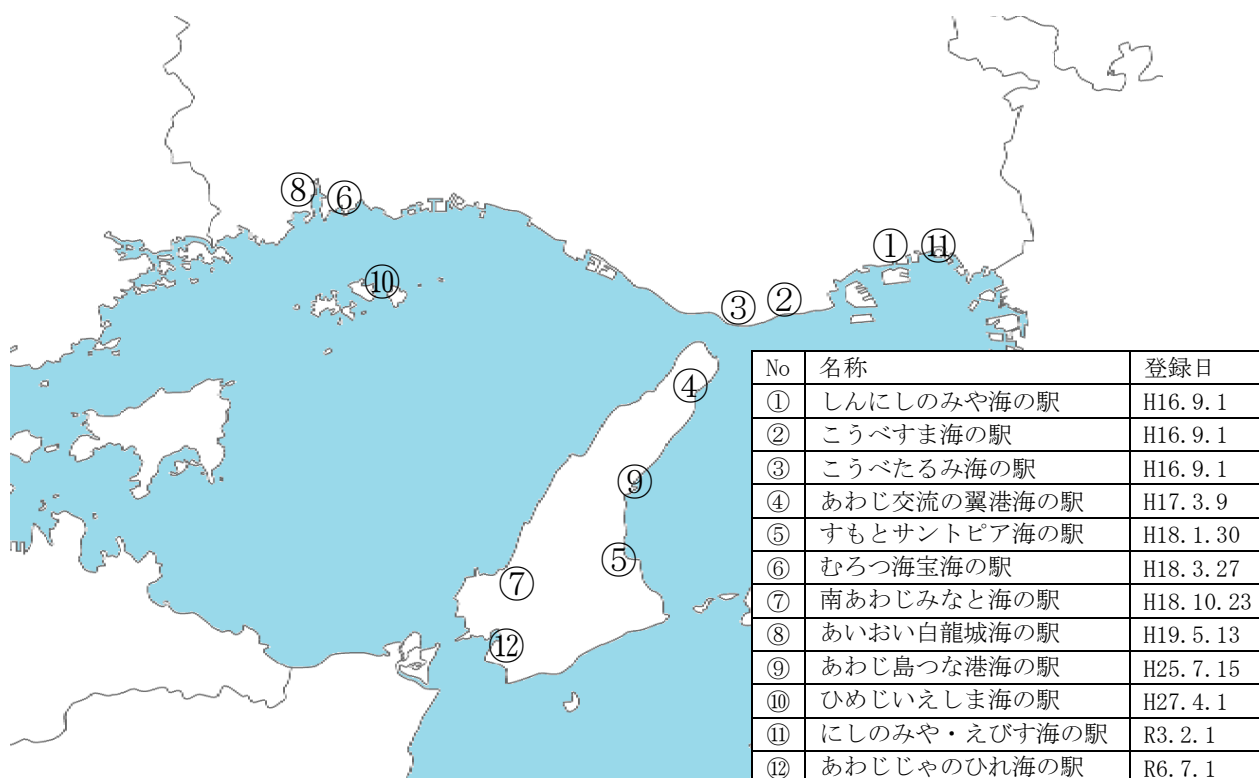 ⑧ ⑥
① ⑪
⑩
③ ②
④
⑨
⑤
⑦
⑫
No 名称 登録日
① しんにしのみや海の駅 H16.9.1
② こうべすま海の駅 H16.9.1
③ こうべたるみ海の駅 H16.9.1
④ あわじ交流の翼港海の駅 H17.3.9
⑤ すもとサントピア海の駅 H18.1.30
⑥ むろつ海宝海の駅 H18.3.27
⑦ 南あわじみなと海の駅 H18.10.23
⑧ あいおい白龍城海の駅 H19.5.13
⑨ あわじ島つな港海の駅 H25.7.15
⑩ ひめじいえしま海の駅 H27.4.1
⑪ にしのみや・えびす海の駅 R3.2.1
⑫ あわじじゃのひれ海の駅 R6.7.1